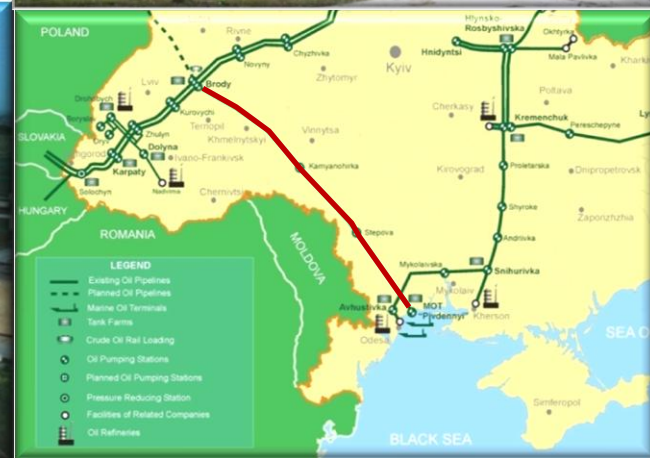 POLAND
Rivne
Chyzhivka
Novyny
Zhytomyr
Kyiv
Hlynsko-
Rosbyshivska
Hnidyntsi
Okhtyrka
Mala Pavlivka
Lviv
Brody
Drohobych
Kurovychi
Ternopil
Khmelnytskyi
Vinnytsa
Cherkasy
Poltava
Kremenchuk
Pereschepyne
SLOVAKIA
Zhulyn
Dolyna
Ivano-Frankivsk
Karpaty
Nadvirna
Solochyn
Kamyanohirka
Kirovograd
Proletarska
Dnipropetrovsk
HUNGARY
Chernivtsi
Shyroke
Zaporizhzhia
ROMANIA
MOLDOVA
Stepova
Andriivka
Mykolaivska
Snihurivka
Mykolaiv
Avhustivka
MOT
"Pivdennyi"
Kherson
Odesa
SEA O
Simferopol
BLACK SEA
LEGEND
Existing Oil Pipelines
Planned Oil Pipelines
Marine Oil Terminals
Tank Farms
Crude Oil Rail Loading
Oil Pumping Stations
Planned Oil Pumping Stations
Pressure Reducing Station
Facilities of Related Companies
Oil Refineries